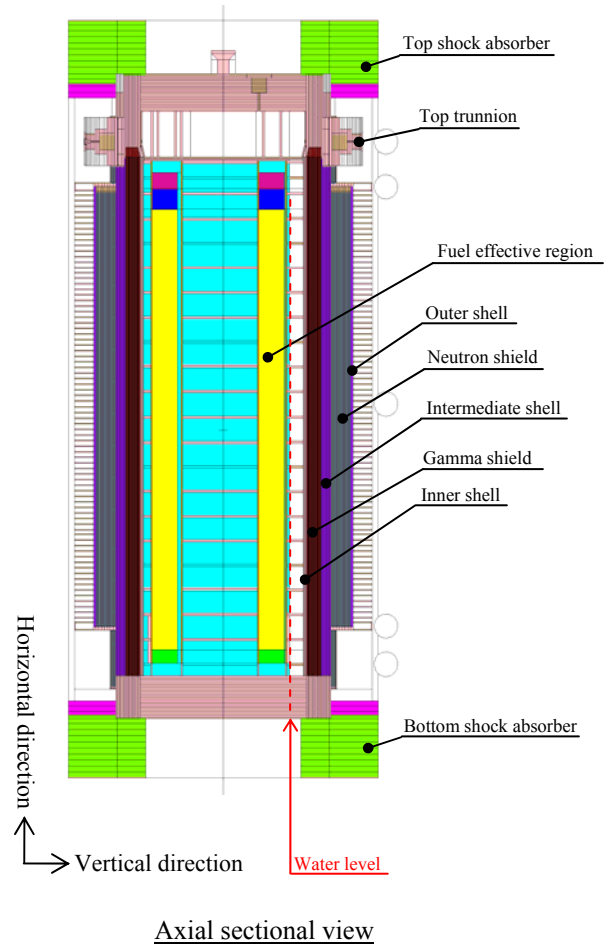 Top shock absorber
Top trunnion
Fuel effective region
Outer shell
Neutron shield
Intermediate shell
Gamma shield
Inner shell
Horizontal direction
Bottom shock absorber
Vertical direction
Water level
Axial sectional view